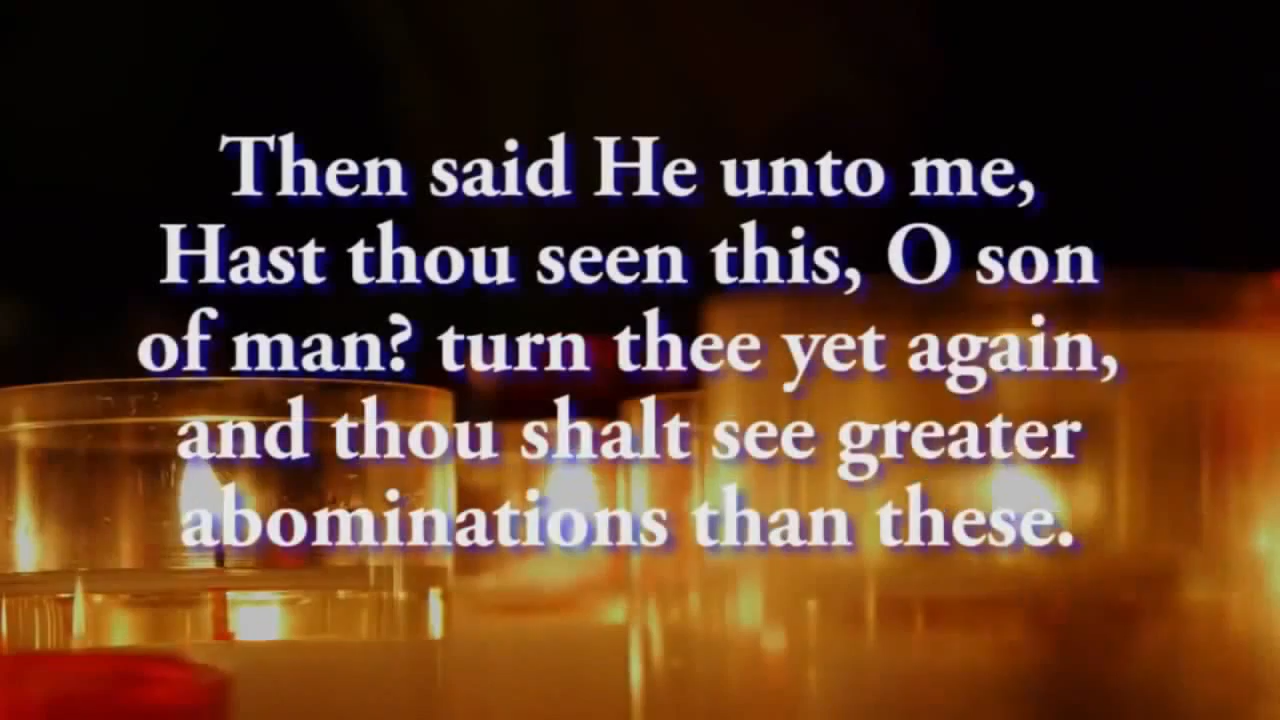 Then said He unto me,
Hast thou seen this, O son
of man? turn thee yet again,
and thou shalt see greater
abominations than these.